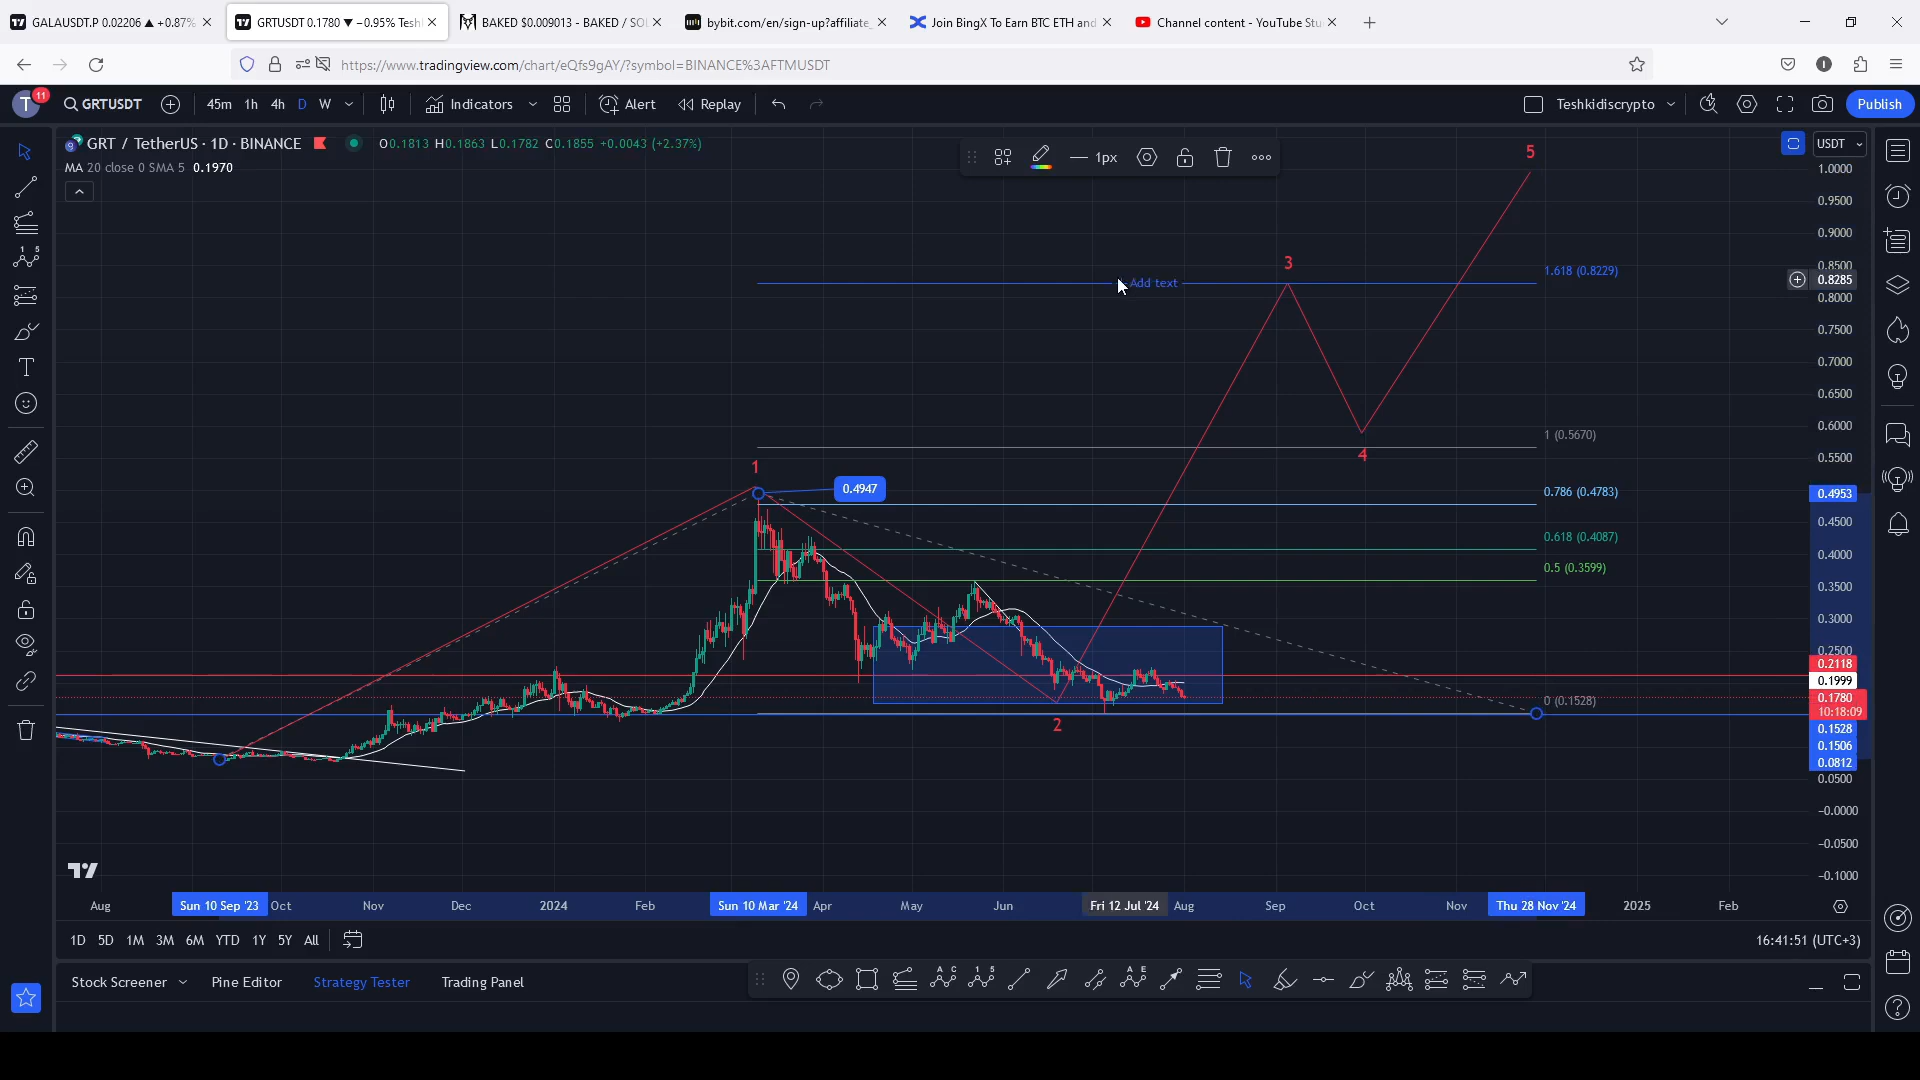 GALAUSDT.P 0.02206 ▲ +0.87%
GRTUSDT 0.1780 ▼ −0.95% Tesh
BAKED $0.009013 - BAKED / SOL
bybit.com/en/sign-up?affiliate_
Join BingX To Earn BTC ETH and
Channel content - YouTube Stu
https://www.tradingview.com/chart/eQfs9gAY/?symbol=BINANCE%3AFTMUSDT
T 11 GRTUSDT 45m 1h 4h D W Indicators Alert Replay Teshkidiscrypto Publish
GRT / TetherUS · 1D · BINANCE O0.1813 H0.1863 L0.1782 C0.1855 +0.0043 (+2.37%)
MA 20 close 0 SMA 5 0.1970
1px
USDT
5
1.0000
0.9500
0.9000
3
0.8500
1.618 (0.8229)
0.8285
Add text
0.8000
0.7500
0.7000
0.6500
0.6000
1 (0.5670)
4
0.5500
1
0.4947
0.786 (0.4783)
0.4953
0.4500
0.618 (0.4087)
0.4000
0.5 (0.3599)
0.3500
0.3000
0.2500
0.2118
0.1999
0 (0.1528)
0.1780
10:18:09
2
0.1528
0.1506
0.0812
0.0500
−0.0000
−0.0500
−0.1000
Aug Sun 10 Sep '23 Oct Nov Dec 2024 Feb Sun 10 Mar '24 Apr May Jun Fri 12 Jul '24 Aug Sep Oct Nov Thu 28 Nov '24 2025 Feb
1D 5D 1M 3M 6M YTD 1Y 5Y All 16:41:51 (UTC+3)
Stock Screener Pine Editor Strategy Tester Trading Panel